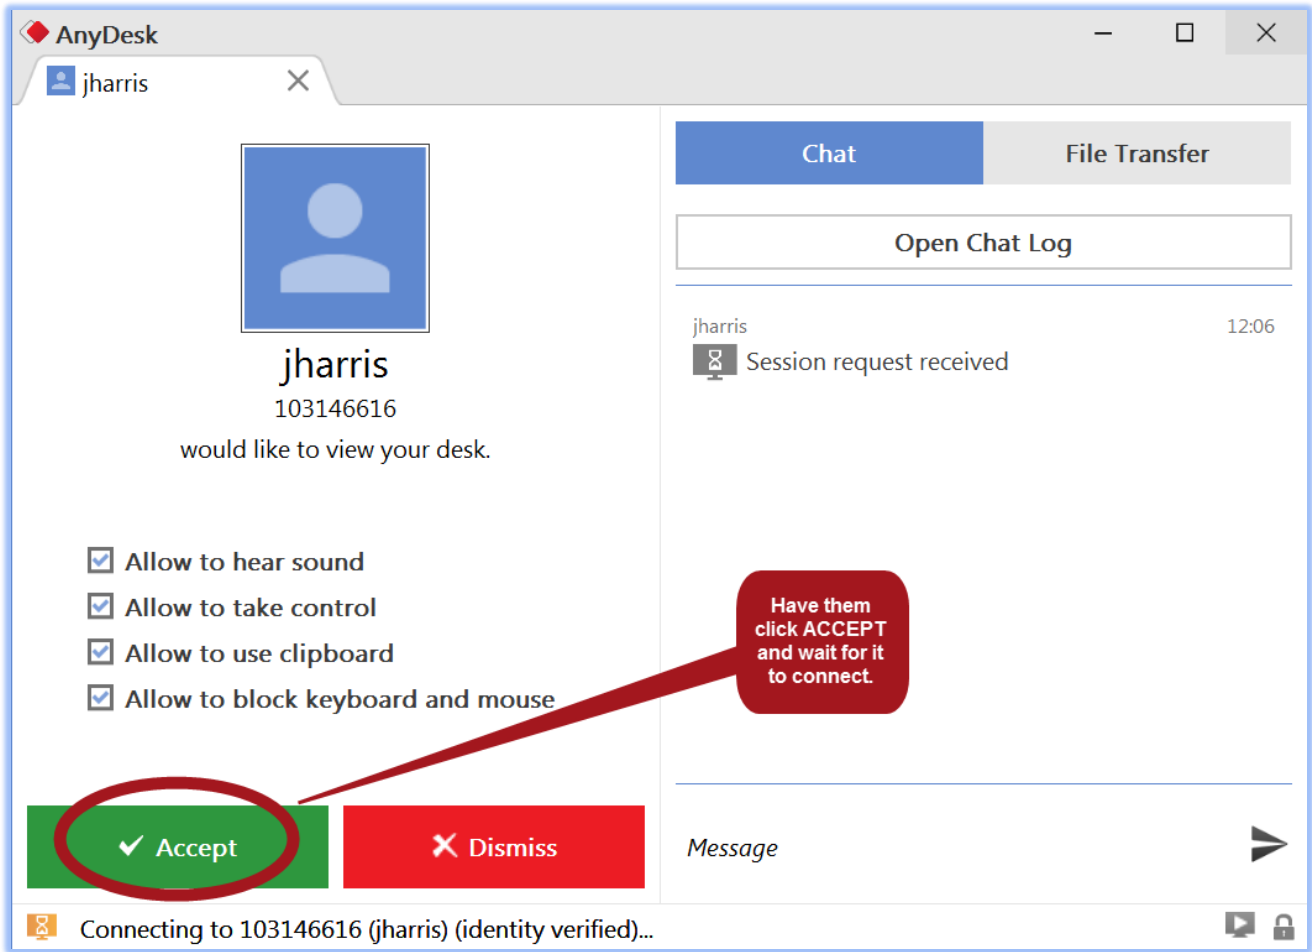 AnyDesk
jharris
jharris
103146616
would like to view your desk.
Allow to hear sound
Allow to take control
Allow to use clipboard
Allow to block keyboard and mouse
Accept
Dismiss
Chat
File Transfer
Open Chat Log
jharris
12:06
Session request received
Have them
click ACCEPT
and wait for it
to connect.
Message
Connecting to 103146616 (jharris) (identity verified)...